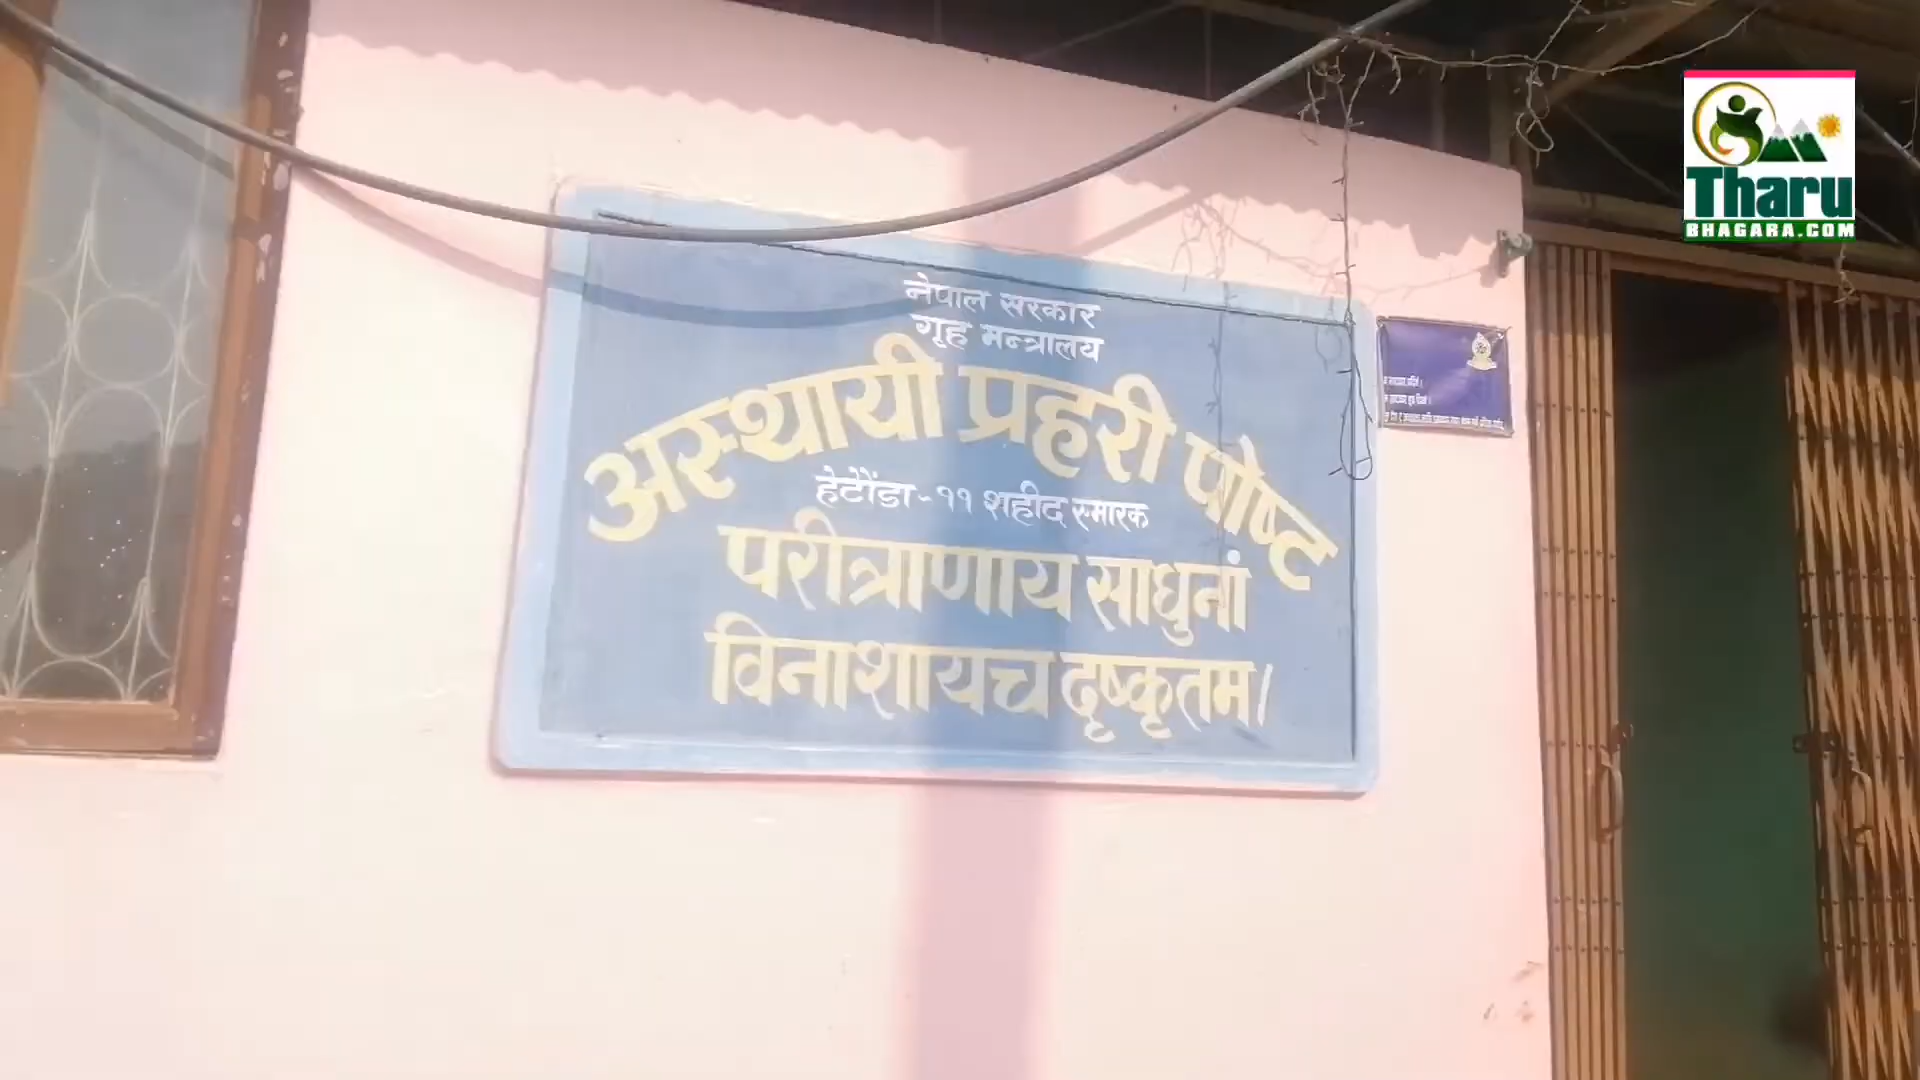 नेपाल सरकार
गृह मन्त्रालय
अस्थायी प्रहरी पोष्ट
हेटौंडा-११ शहीद स्मारक
परीत्राणाय साधुनां
विनाशायच दृष्कृतम।
Tharu
BHAGARA.COM